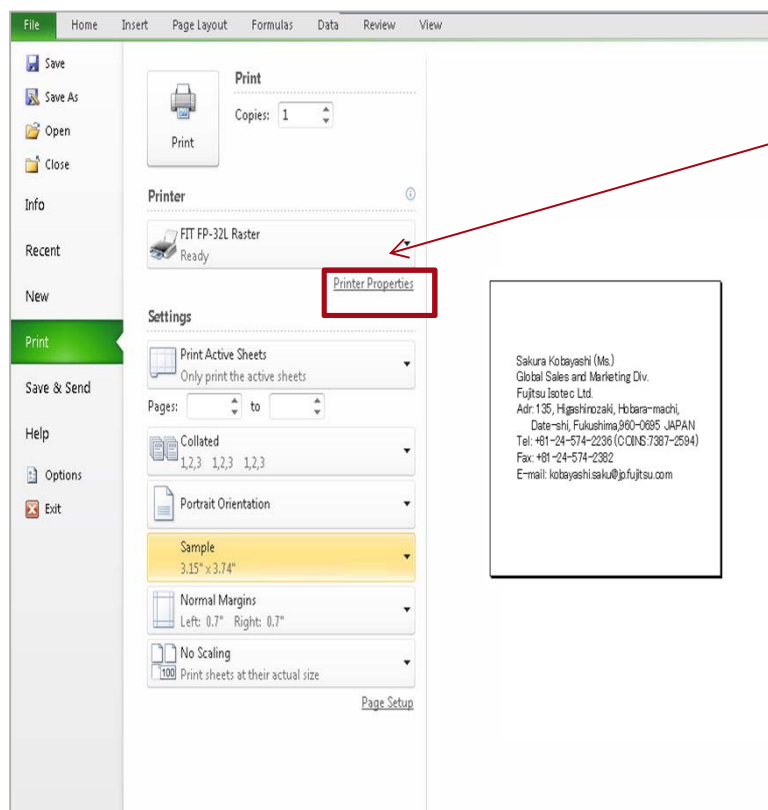 File Home Insert Page Layout Formulas Data Review View
Save
Save As
Open
Close
Info
Recent
New
Print
Save & Send
Help
Options
Exit
Print
Print
Copies: 1
Printer
FIT FP-32L Raster
Ready
Printer Properties
Settings
Print Active Sheets
Only print the active sheets
Pages: to
Collated
1,2,3 1,2,3 1,2,3
Portrait Orientation
Sample
3.15" x 3.74"
Normal Margins
Left: 0.7" Right: 0.7"
No Scaling
100 Print sheets at their actual size
Page Setup
Sakura Kobayashi (Ms.)
Global Sales and Marketing Div.
Fujitsu Isotec Ltd.
Adr: 135, Higashinozaki, Hobara-machi,
Date-shi, Fukushima,960-0695 JAPAN
Tel: +81-24-574-2236 (COINS:7387-2594)
Fax: +81-24-574-2382
E-mail: kobayashi.saku@jp.fujitsu.com